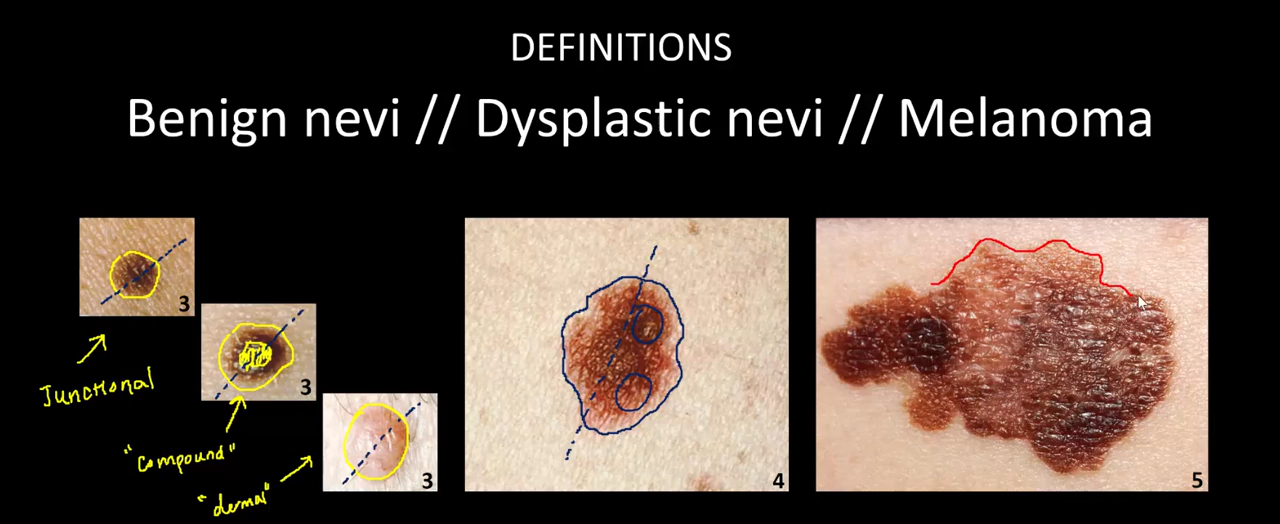 DEFINITIONS
Benign nevi // Dysplastic nevi // Melanoma
3
Junctional
3
"compound"
3
"dermal"
4
5